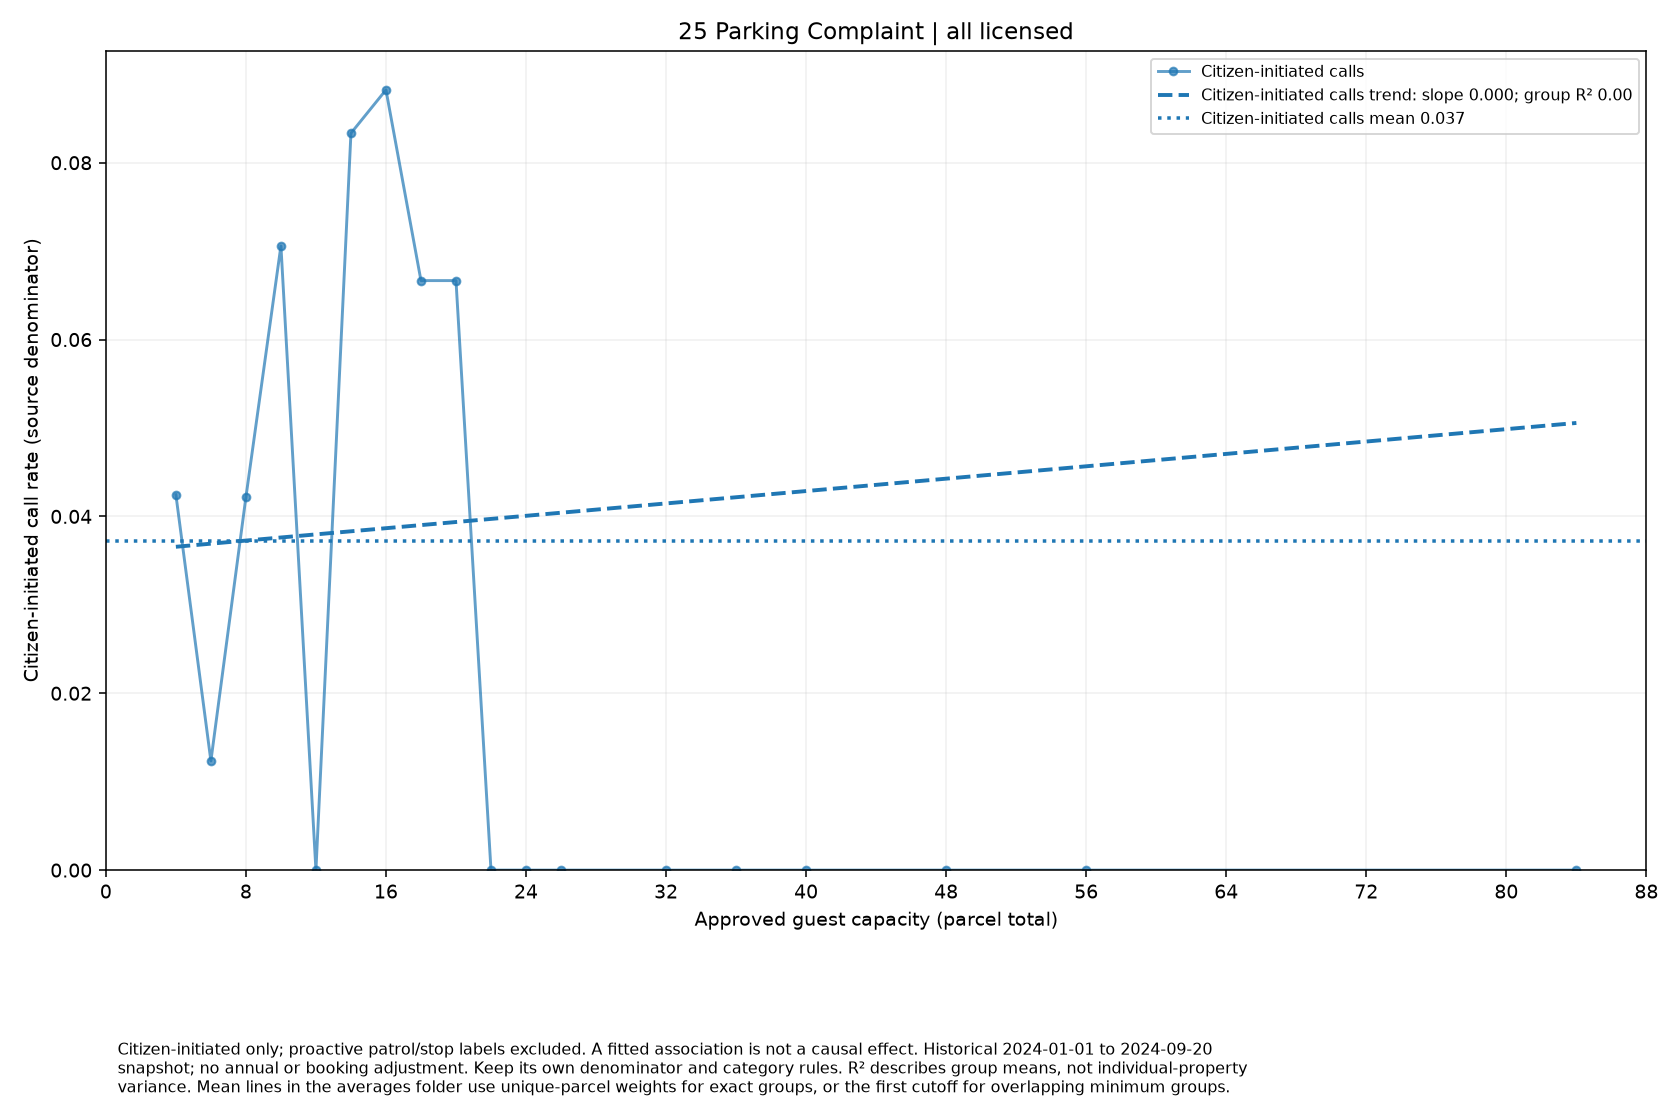 25 Parking Complaint | all licensed
Citizen-initiated calls
Citizen-initiated calls trend: slope 0.000; group R² 0.00
Citizen-initiated calls mean 0.037
Citizen-initiated call rate (source denominator)
0.08
0.06
0.04
0.02
0.00
0 8 16 24 32 40 48 56 64 72 80 88
Approved guest capacity (parcel total)
Citizen-initiated only; proactive patrol/stop labels excluded. A fitted association is not a causal effect. Historical 2024-01-01 to 2024-09-20
snapshot; no annual or booking adjustment. Keep its own denominator and category rules. R² describes group means, not individual-property
variance. Mean lines in the averages folder use unique-parcel weights for exact groups, or the first cutoff for overlapping minimum groups.